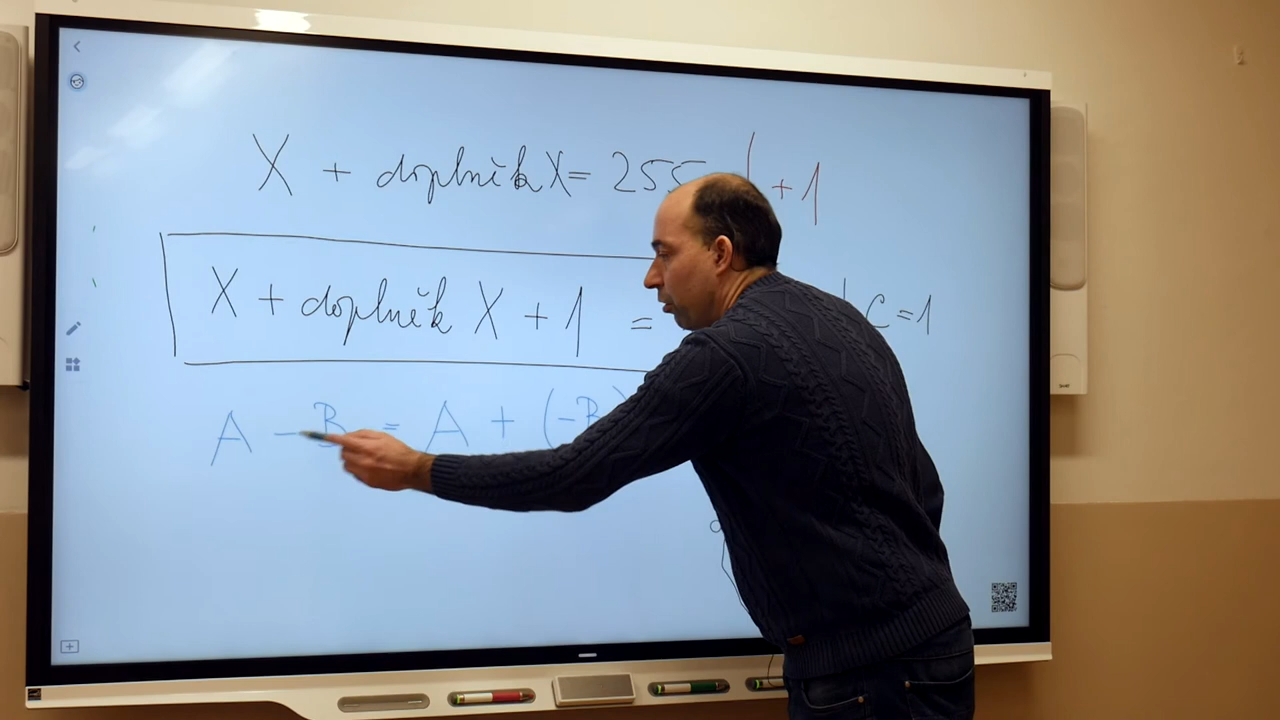 X + doplněk X = 255 | + 1
X + doplněk X + 1 = | C = 1
A - B = A + (-B)